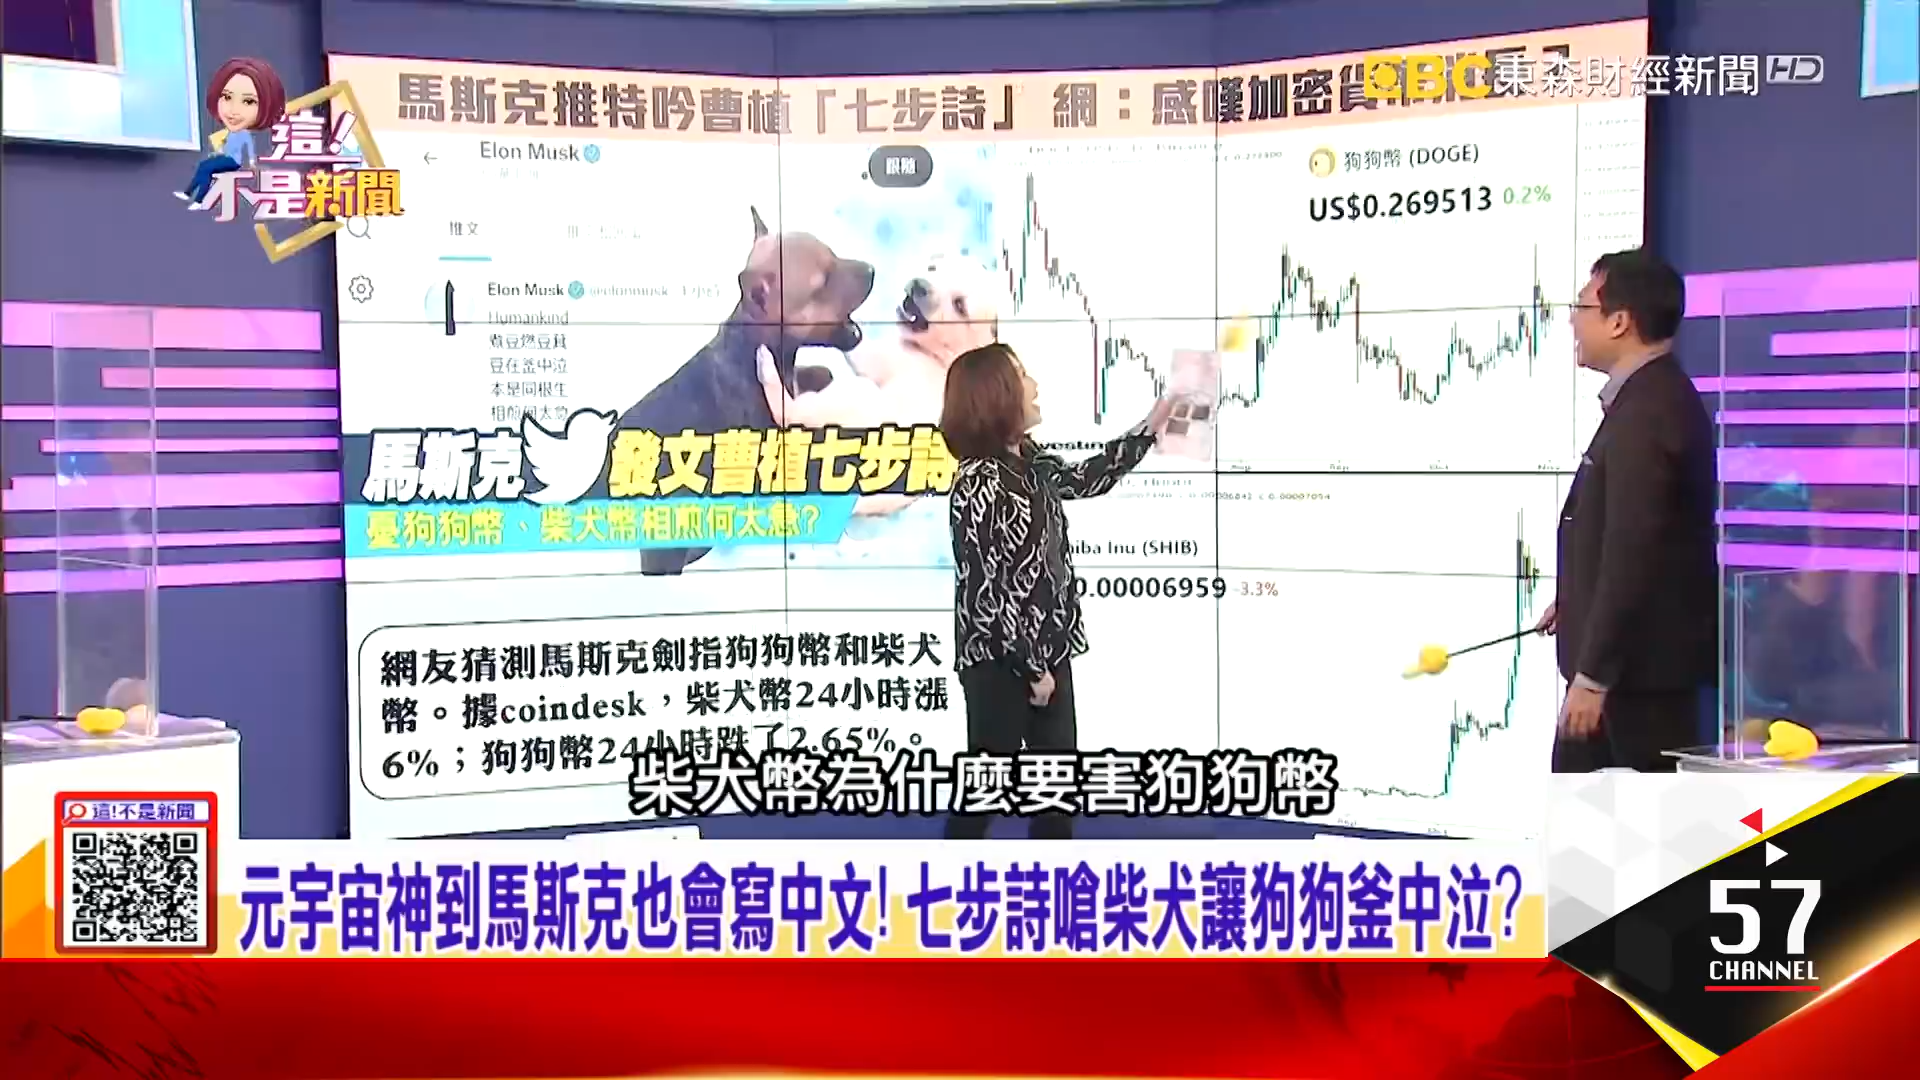 馬斯克推特吟曹植「七步詩」 網：感嘆加密貨
EBC東森財經新聞HD
這!
不是新聞
Elon Musk
跟隨
推文
Elon Musk @elonmusk
Humankind
煮豆燃豆萁
豆在釜中泣
本是同根生
相煎何太急
狗狗幣 (DOGE)
US$0.269513 0.2%
馬斯克 發文曹植七步詩
憂狗狗幣、柴犬幣相煎何太急?
iba Inu (SHIB)
0.00006959 -3.3%
網友猜測馬斯克劍指狗狗幣和柴犬
幣。據coindesk，柴犬幣24小時漲
6%；狗狗幣24小時跌了2.65%。
柴犬幣為什麼要害狗狗幣
這!不是新聞
元宇宙神到馬斯克也會寫中文! 七步詩嗆柴犬讓狗狗釜中泣?
57
CHANNEL